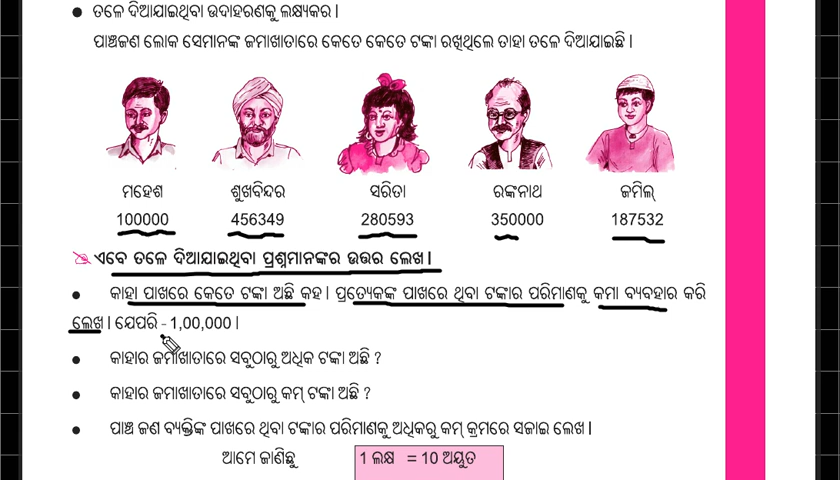 ● ତଳେ ଦିଆଯାଇଥିବା ଉଦାହରଣକୁ ଲକ୍ଷ୍ୟକର ।
ପାଞ୍ଚଜଣ ଲୋକ ସେମାନଙ୍କ ଜମାଖାତାରେ କେତେ କେତେ ଟଙ୍କା ରଖିଥିଲେ ତାହା ତଳେ ଦିଆଯାଇଛି ।
ମହେଶ ଶୁଖବିନ୍ଦର ସରିତା ରଙ୍କନାଥ ଜମିଲ୍
100000 456349 280593 350000 187532
ଏବେ ତଳେ ଦିଆଯାଇଥିବା ପ୍ରଶ୍ନମାନଙ୍କର ଉତ୍ତର ଲେଖ ।
● କାହା ପାଖରେ କେତେ ଟଙ୍କା ଅଛି କହ । ପ୍ରତ୍ୟେକଙ୍କ ପାଖରେ ଥିବା ଟଙ୍କାର ପରିମାଣକୁ କମା ବ୍ୟବହାର କରି
ଲେଖ । ଯେପରି - 1,00,000 ।
● କାହାର ଜମାଖାତାରେ ସବୁଠାରୁ ଅଧିକ ଟଙ୍କା ଅଛି ?
● କାହାର ଜମାଖାତାରେ ସବୁଠାରୁ କମ୍ ଟଙ୍କା ଅଛି ?
● ପାଞ୍ଚ ଜଣ ବ୍ୟକ୍ତିଙ୍କ ପାଖରେ ଥିବା ଟଙ୍କାର ପରିମାଣକୁ ଅଧିକରୁ କମ୍ କ୍ରମରେ ସଜାଇ ଲେଖ ।
ଆମେ ଜାଣିଛୁ 1 ଲକ୍ଷ = 10 ଅୟୁତ